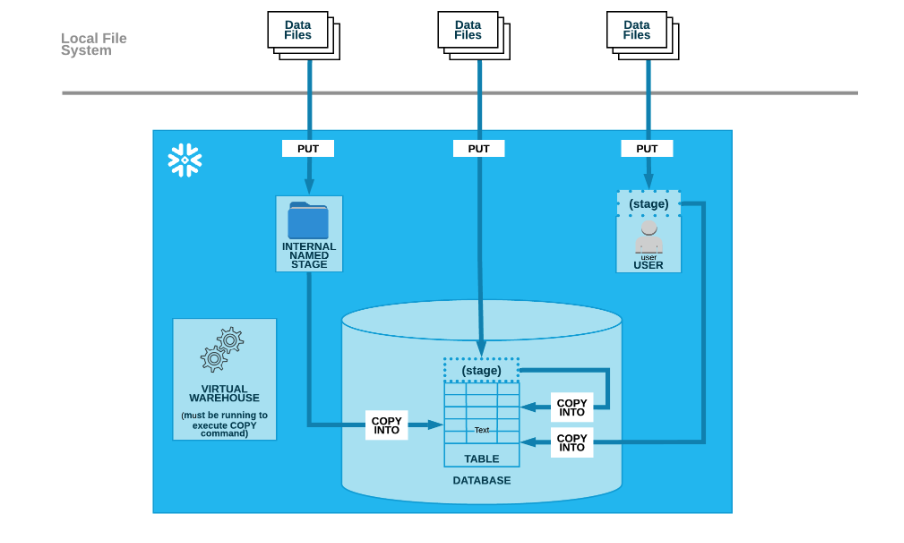 Local File
System
Data
Files
Data
Files
Data
Files
PUT
PUT
PUT
INTERNAL
NAMED
STAGE
(stage)
user
USER
VIRTUAL
WAREHOUSE
(must be running to
execute COPY
command)
(stage)
COPY
INTO
COPY
INTO
COPY
INTO
Text
TABLE
DATABASE